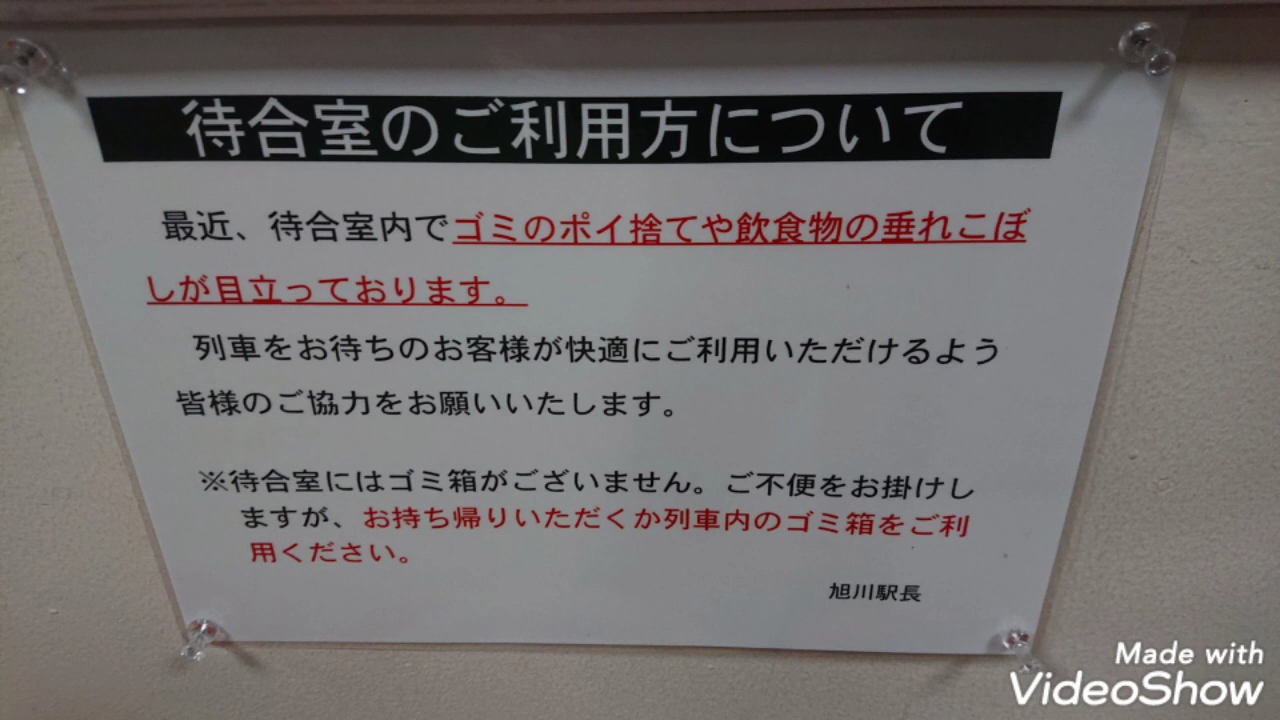 待合室のご利用方について
最近、待合室内でゴミのポイ捨てや飲食物の垂れこぼ
しが目立っております。
列車をお待ちのお客様が快適にご利用いただけるよう
皆様のご協力をお願いいたします。
※待合室にはゴミ箱がございません。ご不便をお掛けし
ますが、お持ち帰りいただくか列車内のゴミ箱をご利
用ください。
旭川駅長
Made with
VideoShow